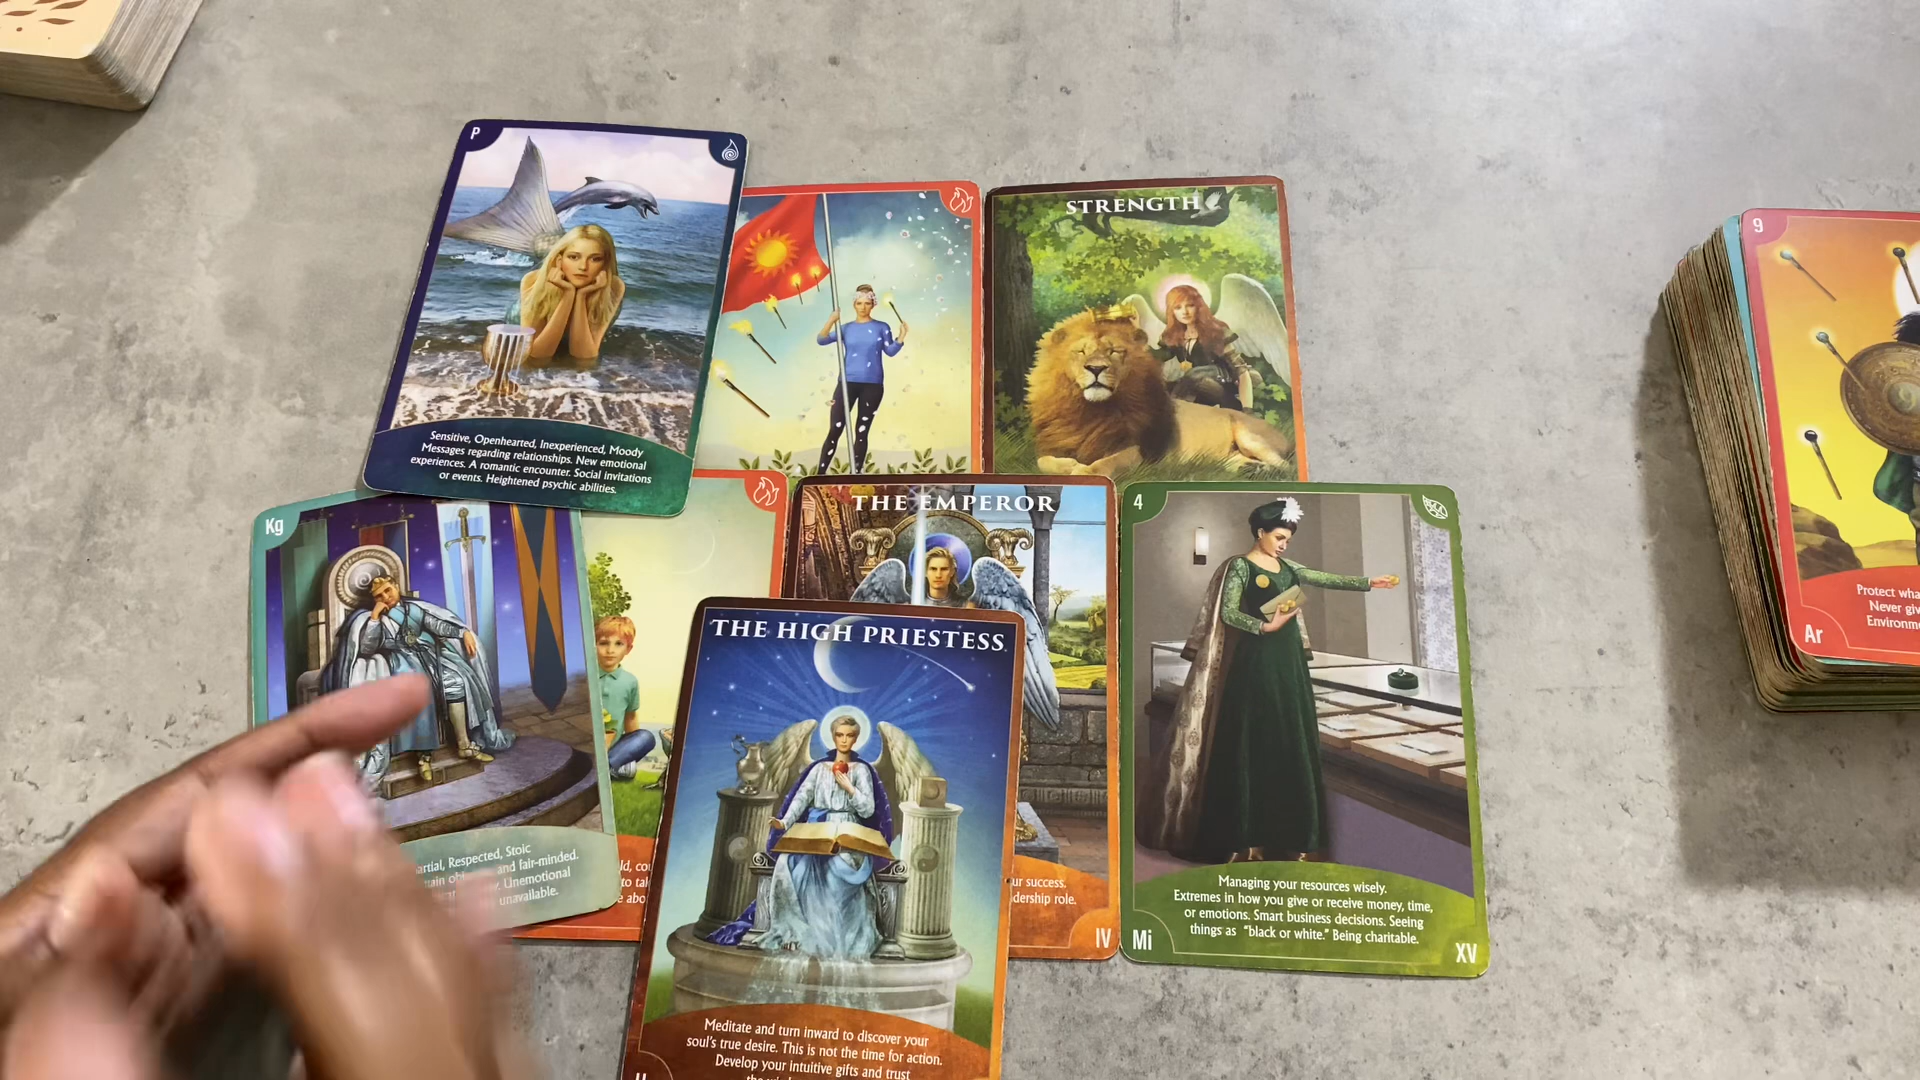 P
Sensitive, Openhearted, Inexperienced, Moody
Messages regarding relationships. New emotional
experiences. A romantic encounter. Social invitations
or events. Heightened psychic abilities.
STRENGTH
9
Protect
Never
Ar
Kg
Respected, Stoic
and fair-minded.
Unemotional
unavailable.
THE EMPEROR
success.
IV
4
Managing your resources wisely.
Extremes in how you give or receive money, time,
or emotions. Smart business decisions. Seeing
things as "black or white." Being charitable.
Mi
XV
THE HIGH PRIESTESS
Meditate and turn inward to discover your
soul's true desire. This is not the time for action.
Develop your intuitive gifts and trust